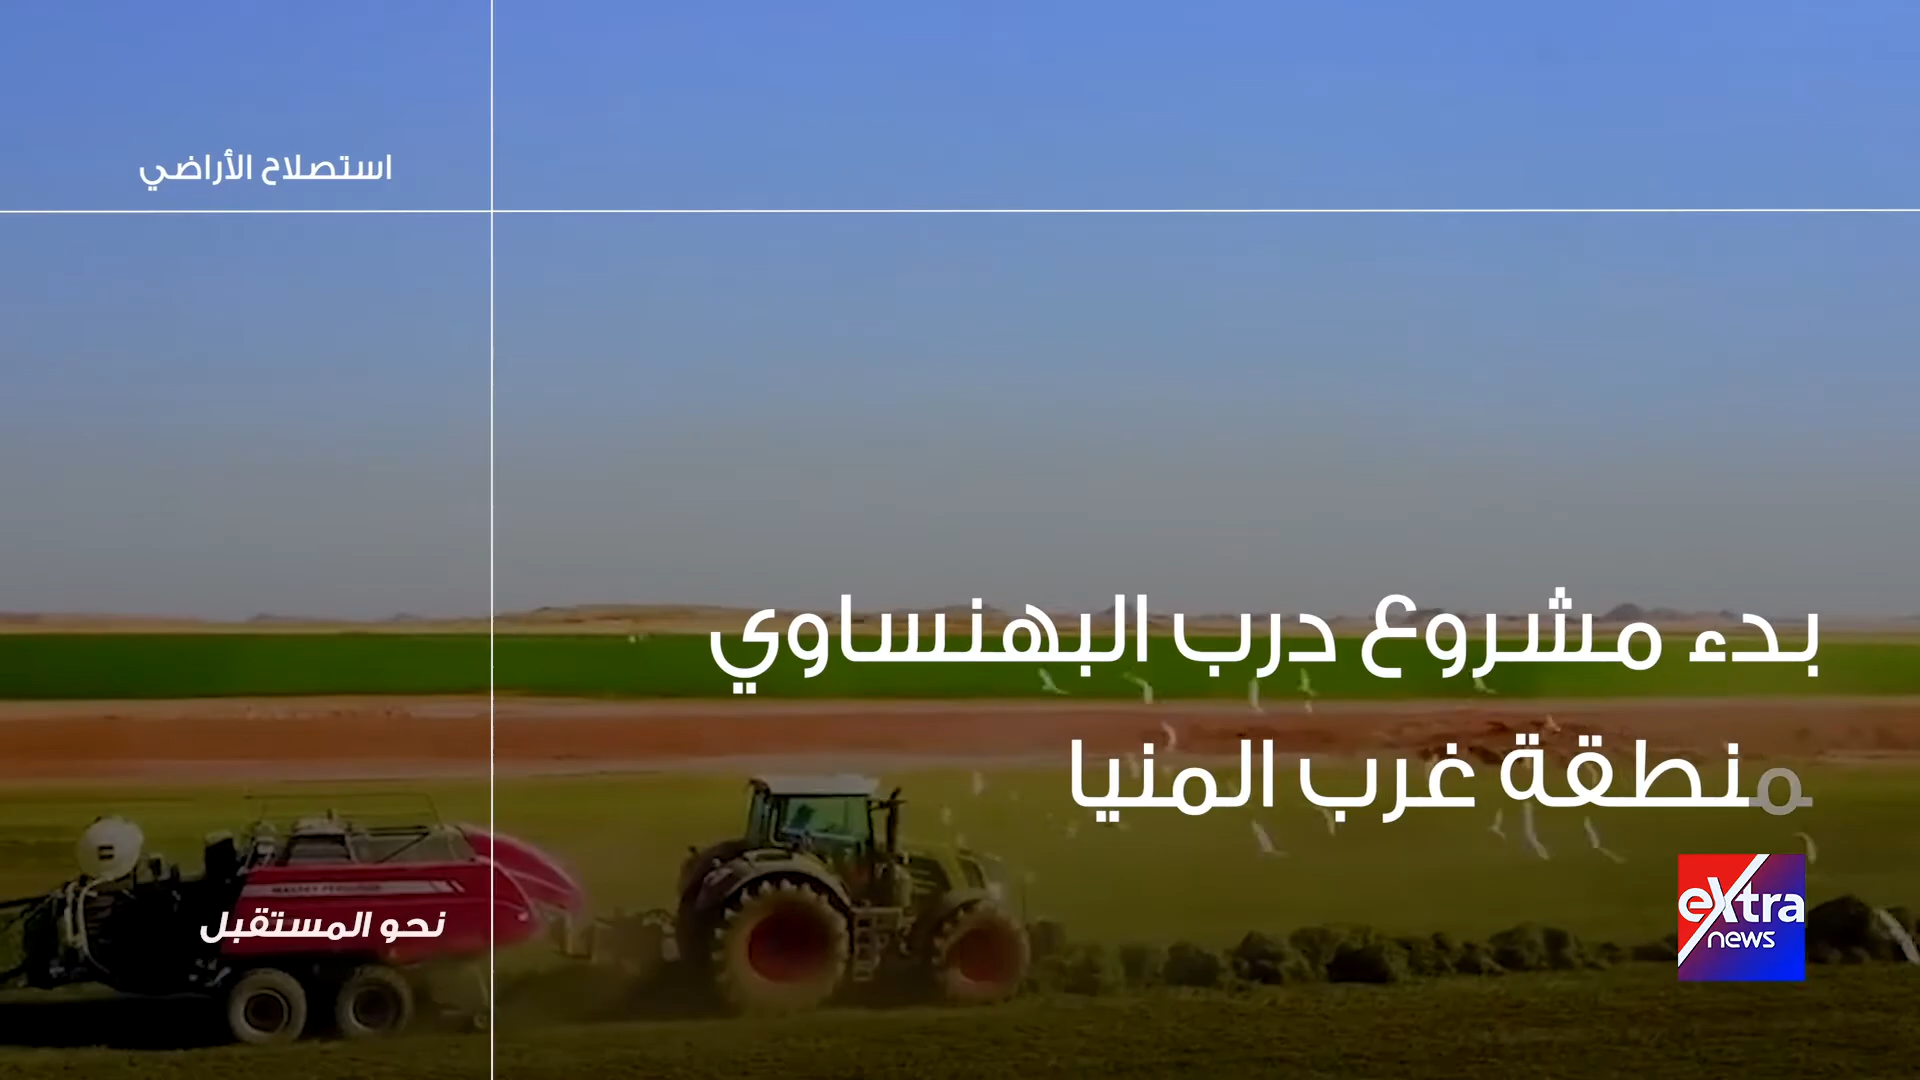 استصلاح الأراضي
بدء مشروع درب البهنساوي
منطقة غرب المنيا
نحو المستقبل
extra
news